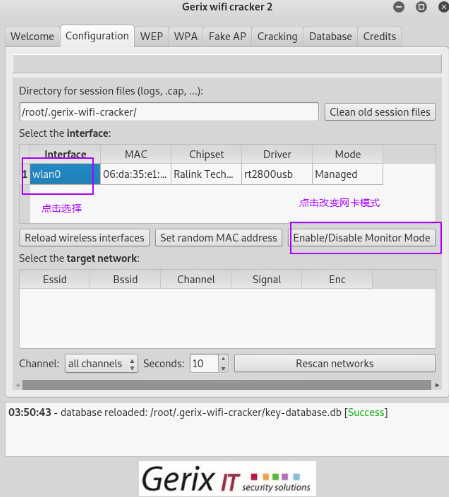 Gerix wifi cracker 2
Welcome Configuration WEP WPA Fake AP Cracking Database Credits
Directory for session files (logs, .cap, ...):
/root/.gerix-wifi-cracker/ Clean old session files
Select the interface:
Interface MAC Chipset Driver Mode
1 wlan0 06:da:35:e1:... Ralink Tech... rt2800usb Managed
点击选择 点击改变网卡模式
Reload wireless interfaces Set random MAC address Enable/Disable Monitor Mode
Select the target network:
Essid Bssid Channel Signal Enc
Channel: all channels Seconds: 10 Rescan networks
03:50:43 - database reloaded: /root/.gerix-wifi-cracker/key-database.db [Success]
Gerix IT security solutions